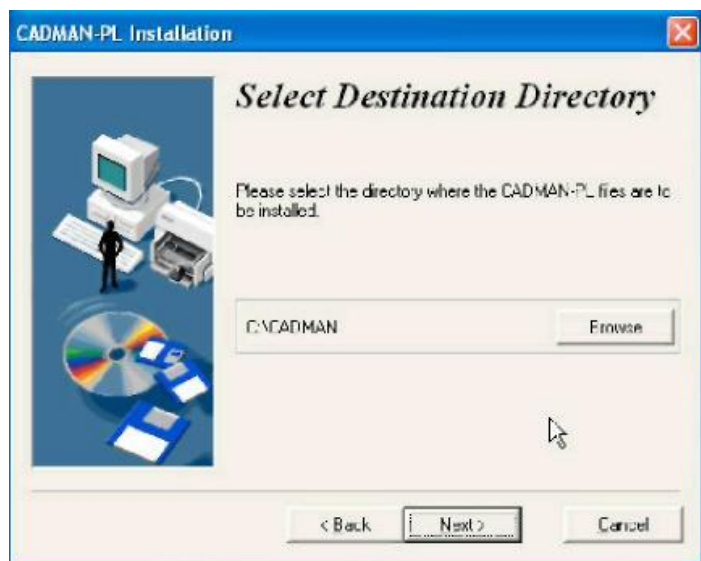 CADMAN-PL Installation
Select Destination Directory
Please select the directory where the CADMAN-PL files are to
be installed.
C:\CADMAN
Browse
< Back
Next >
Cancel